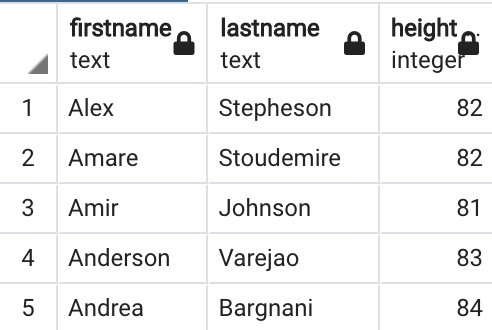 firstname lastname height
text text integer
1 Alex Stepheson 82
2 Amare Stoudemire 82
3 Amir Johnson 81
4 Anderson Varejao 83
5 Andrea Bargnani 84